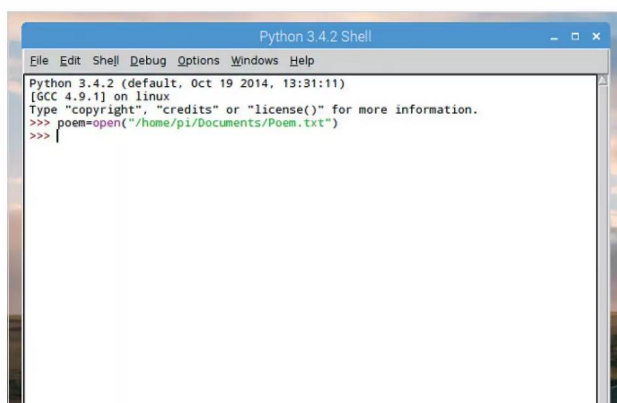 Python 3.4.2 Shell
File Edit Shell Debug Options Windows Help
Python 3.4.2 (default, Oct 19 2014, 13:31:11)
[GCC 4.9.1] on linux
Type "copyright", "credits" or "license()" for more information.
>>> poem=open("/home/pi/Documents/Poem.txt")
>>>